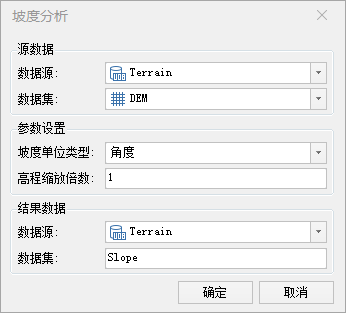 坡度分析
源数据
数据源: Terrain
数据集: DEM
参数设置
坡度单位类型: 角度
高程缩放倍数: 1
结果数据
数据源: Terrain
数据集: Slope
确定 取消